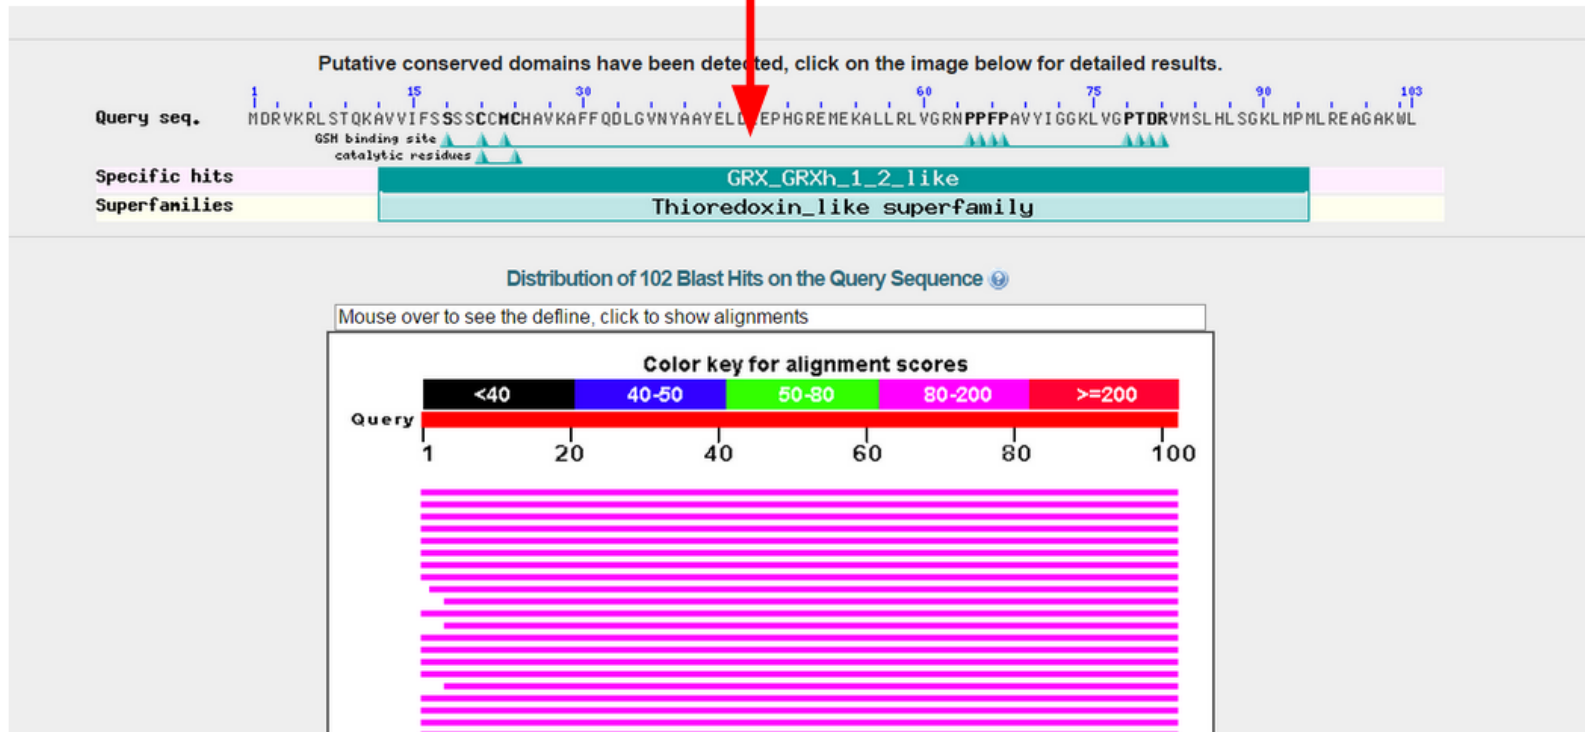 Putative conserved domains have been detected, click on the image below for detailed results.
1 15 30 60 75 90 103
Query seq. MDRVKRLSTQKAVVIFSSSSCCMCHAVKAFFQDLGVNYAAYEL EPHGREMEKALLRLVGRNPPFPAVYIGGKLVGPTDRVMSLHLSGKLMPMLREAGAKWL
GSH binding site
catalytic residues
Specific hits GRX_GRXh_1_2_like
Superfamilies Thioredoxin_like superfamily
Distribution of 102 Blast Hits on the Query Sequence
Mouse over to see the defline, click to show alignments
Color key for alignment scores
<40 40-50 50-80 80-200 >=200
Query
1 20 40 60 80 100